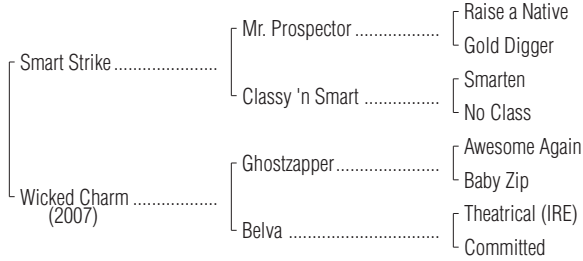 Raise a Native
Mr. Prospector ..................
Gold Digger
Smart Strike ......................
Smarten
Classy 'n Smart ................
No Class
Awesome Again
Ghostzapper......................
Baby Zip
Wicked Charm ..................
(2007)
Theatrical (IRE)
Belva ................................
Committed